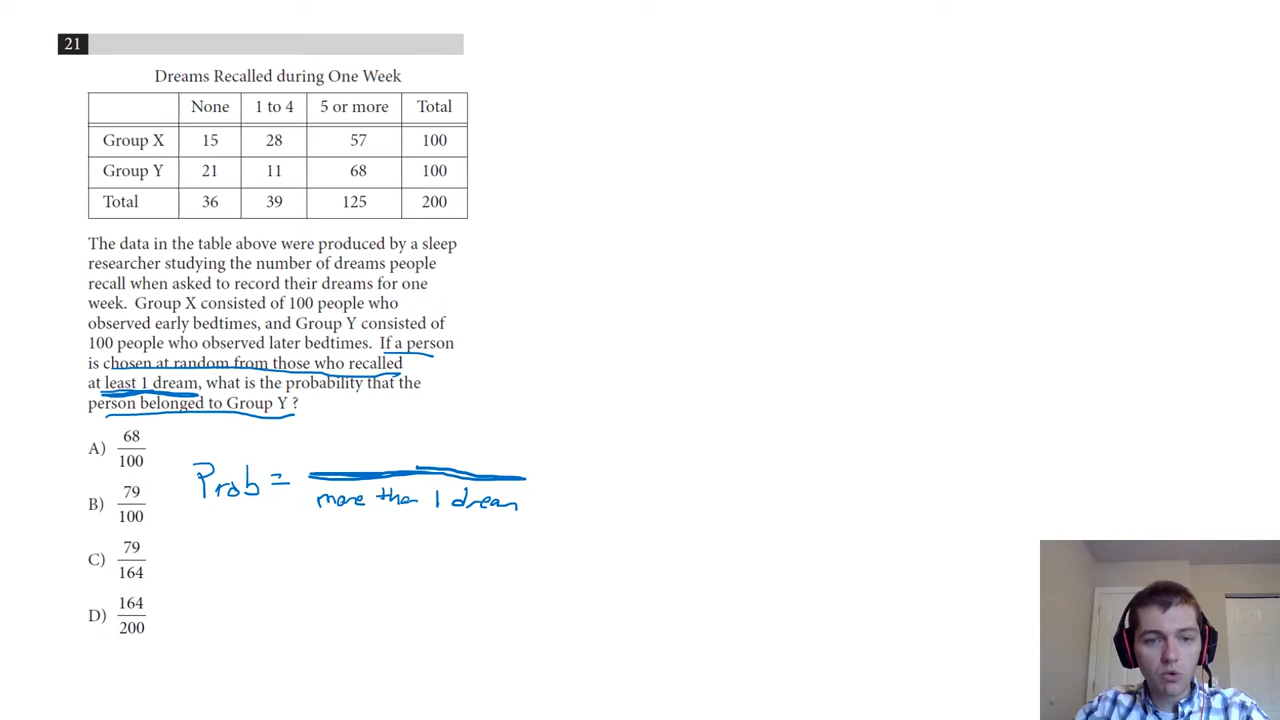 21
Dreams Recalled during One Week
None 1 to 4 5 or more Total
Group X 15 28 57 100
Group Y 21 11 68 100
Total 36 39 125 200
The data in the table above were produced by a sleep
researcher studying the number of dreams people
recall when asked to record their dreams for one
week. Group X consisted of 100 people who
observed early bedtimes, and Group Y consisted of
100 people who observed later bedtimes. If a person
is chosen at random from those who recalled
at least 1 dream, what is the probability that the
person belonged to Group Y ?
A) 68/100
B) 79/100
C) 79/164
D) 164/200
Prob =
more than 1 dream